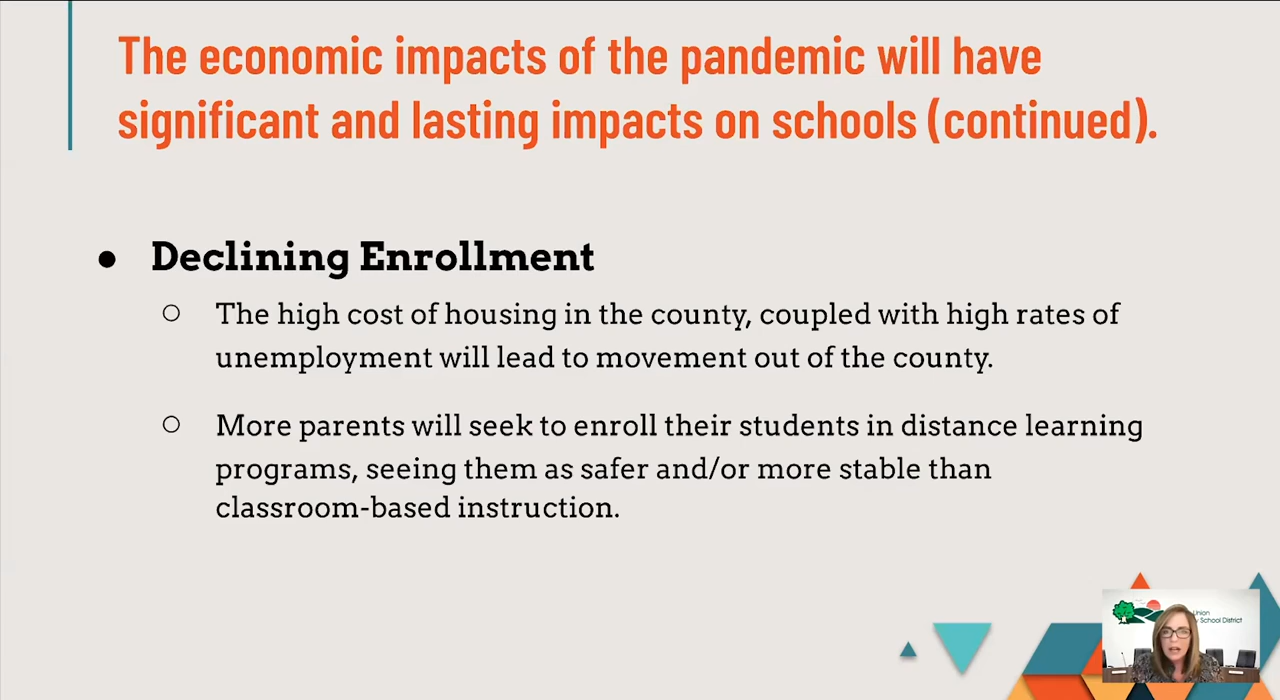 The economic impacts of the pandemic will have
significant and lasting impacts on schools (continued).
● Declining Enrollment
○ The high cost of housing in the county, coupled with high rates of
unemployment will lead to movement out of the county.
○ More parents will seek to enroll their students in distance learning
programs, seeing them as safer and/or more stable than
classroom-based instruction.
Union
School District